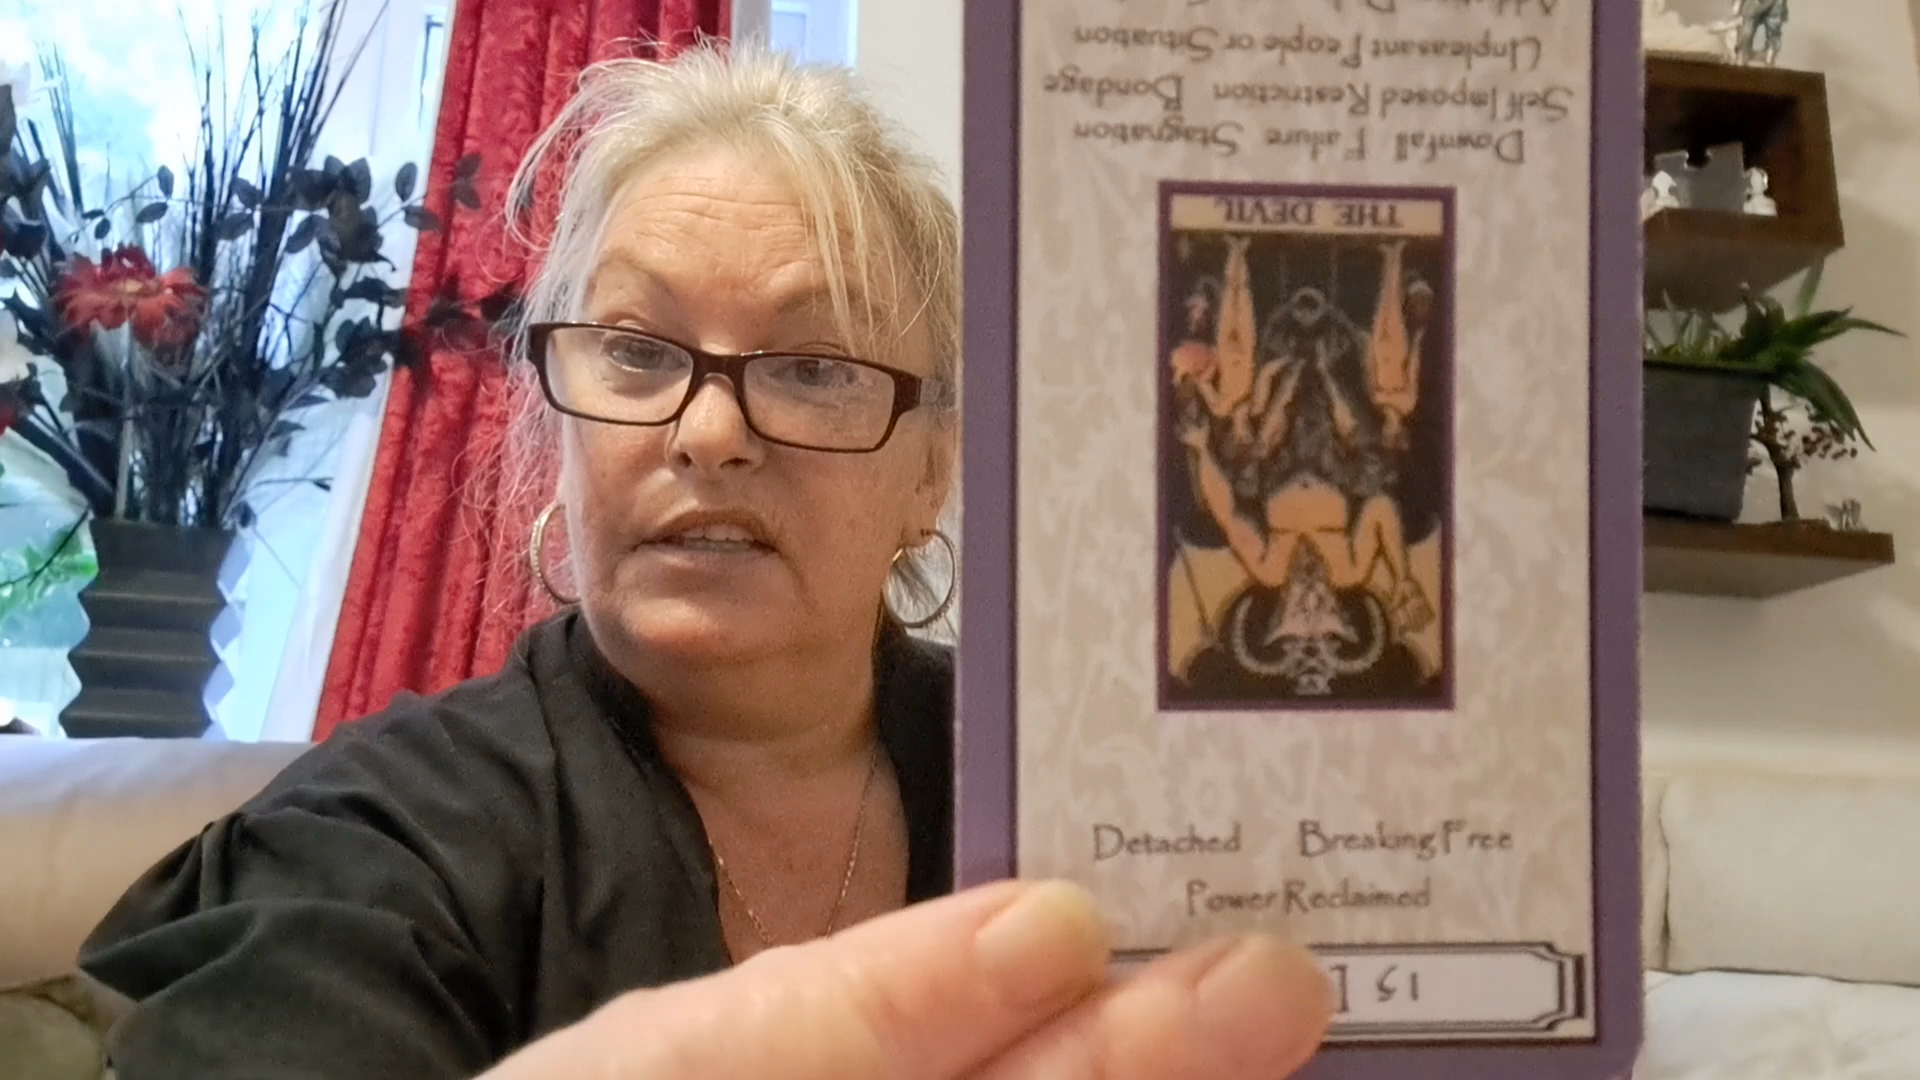 THE DEVIL
Downfall Failure Stagnation
Self Imposed Restriction Bondage
Unpleasant People or Situation
Detached Breaking Free
Power Reclaimed
15